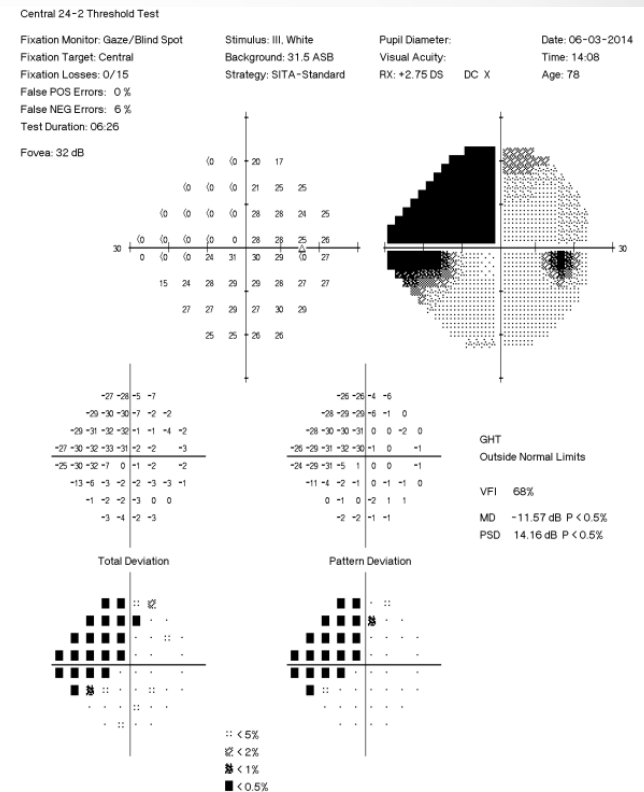 Central 24-2 Threshold Test
Fixation Monitor: Gaze/Blind Spot
Fixation Target: Central
Fixation Losses: 0/15
False POS Errors: 0 %
False NEG Errors: 6 %
Test Duration: 06:26
Fovea: 32 dB
Stimulus: III, White
Background: 31.5 ASB
Strategy: SITA-Standard
Pupil Diameter:
Visual Acuity:
RX: +2.75 DS DC X
Date: 06-03-2014
Time: 14:08
Age: 78
(0 (0 20 17
(0 (0 (0 21 25 25
(0 (0 (0 (0 28 28 24 25
(0 (0 (0 (0 0 28 28 25 26
30
0 (0 (0 24 31 30 29 (0 27
15 24 28 29 29 28 27 27
27 27 29 27 30 29
25 25 26 26
30
-27 -28 -5 -7
-29 -30 -30 -7 -2 -2
-29 -31 -32 -32 -1 -1 -4 -2
-27 -30 -32 -33 -31 -2 -2 -3
-25 -30 -32 -7 0 -1 -2 -2
-13 -6 -3 -2 -2 -3 -2 -2
-1 -2 -2 -3 0 0
-3 -4 -2 -3
Total Deviation
-26 -26 -4 -6
-28 -29 -29 -6 -1 0
-28 -30 -30 -31 0 0 -2 0
-26 -29 -31 -32 -30 -1 0 -1
-24 -29 -31 -5 1 0 0 -1
-11 -4 -2 -1 0 -1 -1 0
0 -1 0 -2 1 1
-2 -2 -1 -1
Pattern Deviation
GHT
Outside Normal Limits
VFI 68%
MD -11.57 dB P < 0.5%
PSD 14.16 dB P < 0.5%
< 5%
< 2%
< 1%
< 0.5%